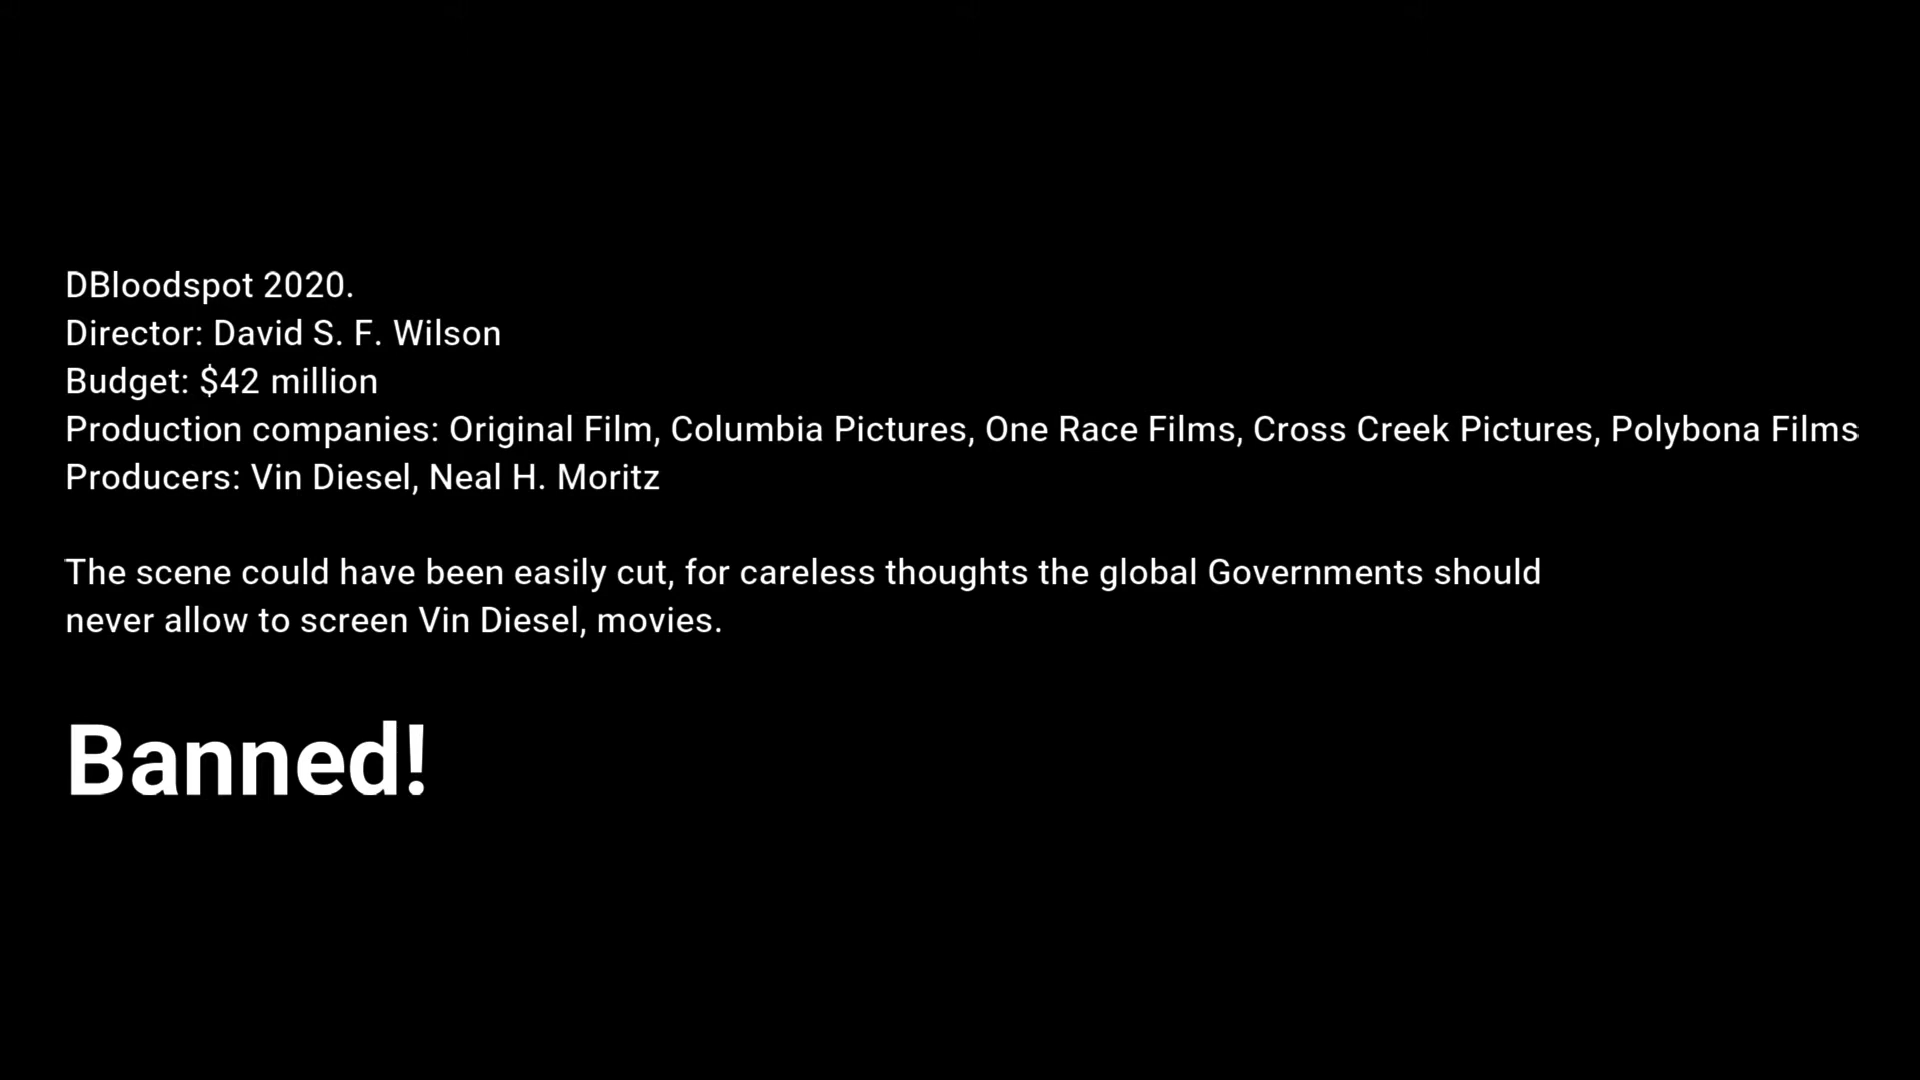 DBloodspot 2020.
Director: David S. F. Wilson
Budget: $42 million
Production companies: Original Film, Columbia Pictures, One Race Films, Cross Creek Pictures, Polybona Films
Producers: Vin Diesel, Neal H. Moritz
The scene could have been easily cut, for careless thoughts the global Governments should
never allow to screen Vin Diesel, movies.
Banned!